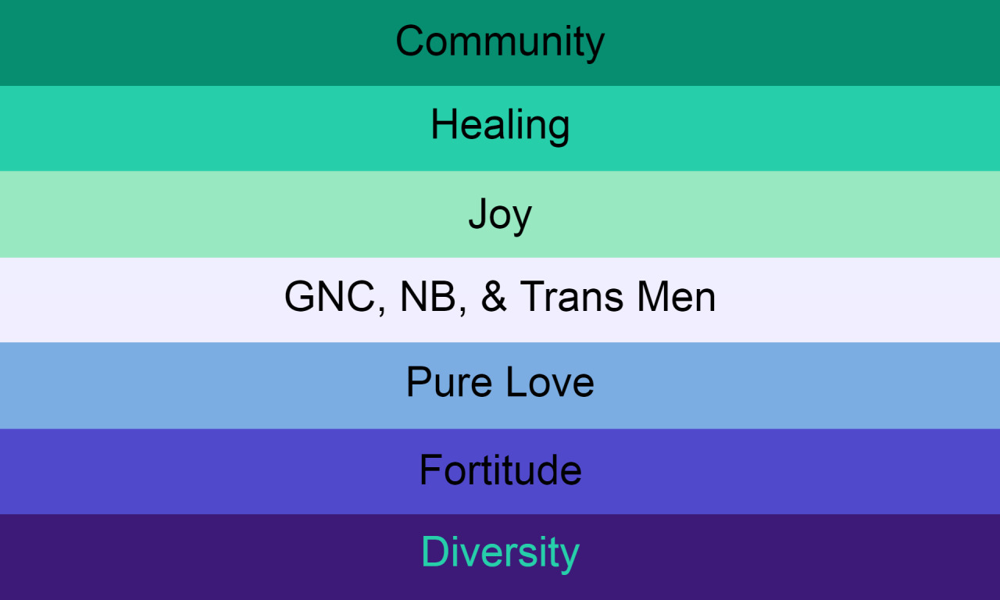 Community
Healing
Joy
GNC, NB, & Trans Men
Pure Love
Fortitude
Diversity